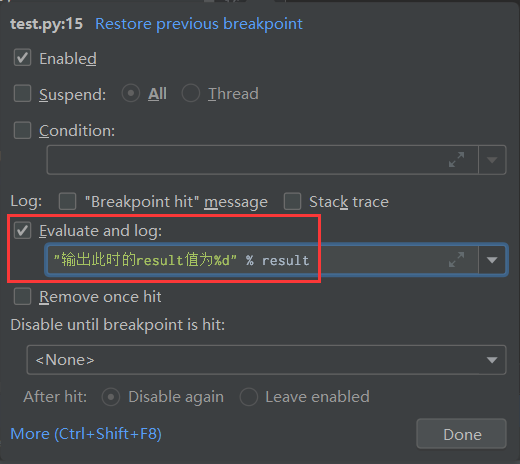 test.py:15 Restore previous breakpoint
Enabled
Suspend: All Thread
Condition:
Log: "Breakpoint hit" message Stack trace
Evaluate and log:
"输出此时的result值为%d" % result
Remove once hit
Disable until breakpoint is hit:
<None>
After hit: Disable again Leave enabled
More (Ctrl+Shift+F8) Done